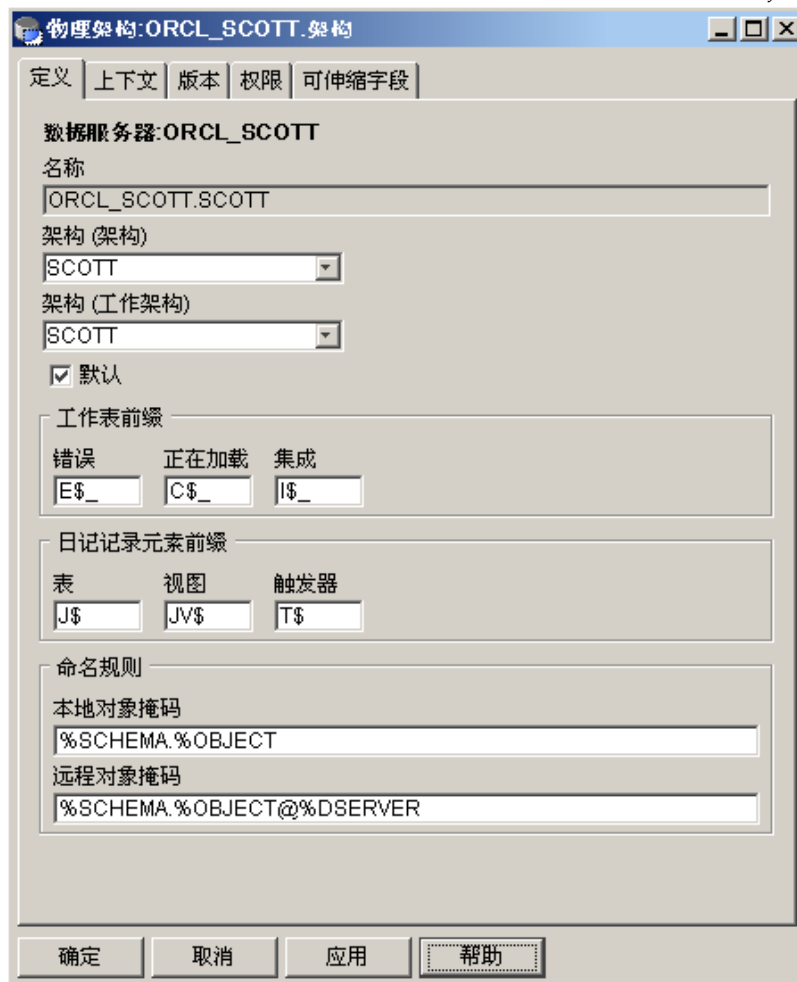 物理架构:ORCL_SCOTT.架构
定义 上下文 版本 权限 可伸缩字段
数据服务器:ORCL_SCOTT
名称
ORCL_SCOTT.SCOTT
架构 (架构)
SCOTT
架构 (工作架构)
SCOTT
默认
工作表前缀
错误 正在加载 集成
E$_ C$_ I$_
日记记录元素前缀
表 视图 触发器
J$ JV$ T$
命名规则
本地对象掩码
%SCHEMA.%OBJECT
远程对象掩码
%SCHEMA.%OBJECT@%DSERVER
确定 取消 应用 帮助